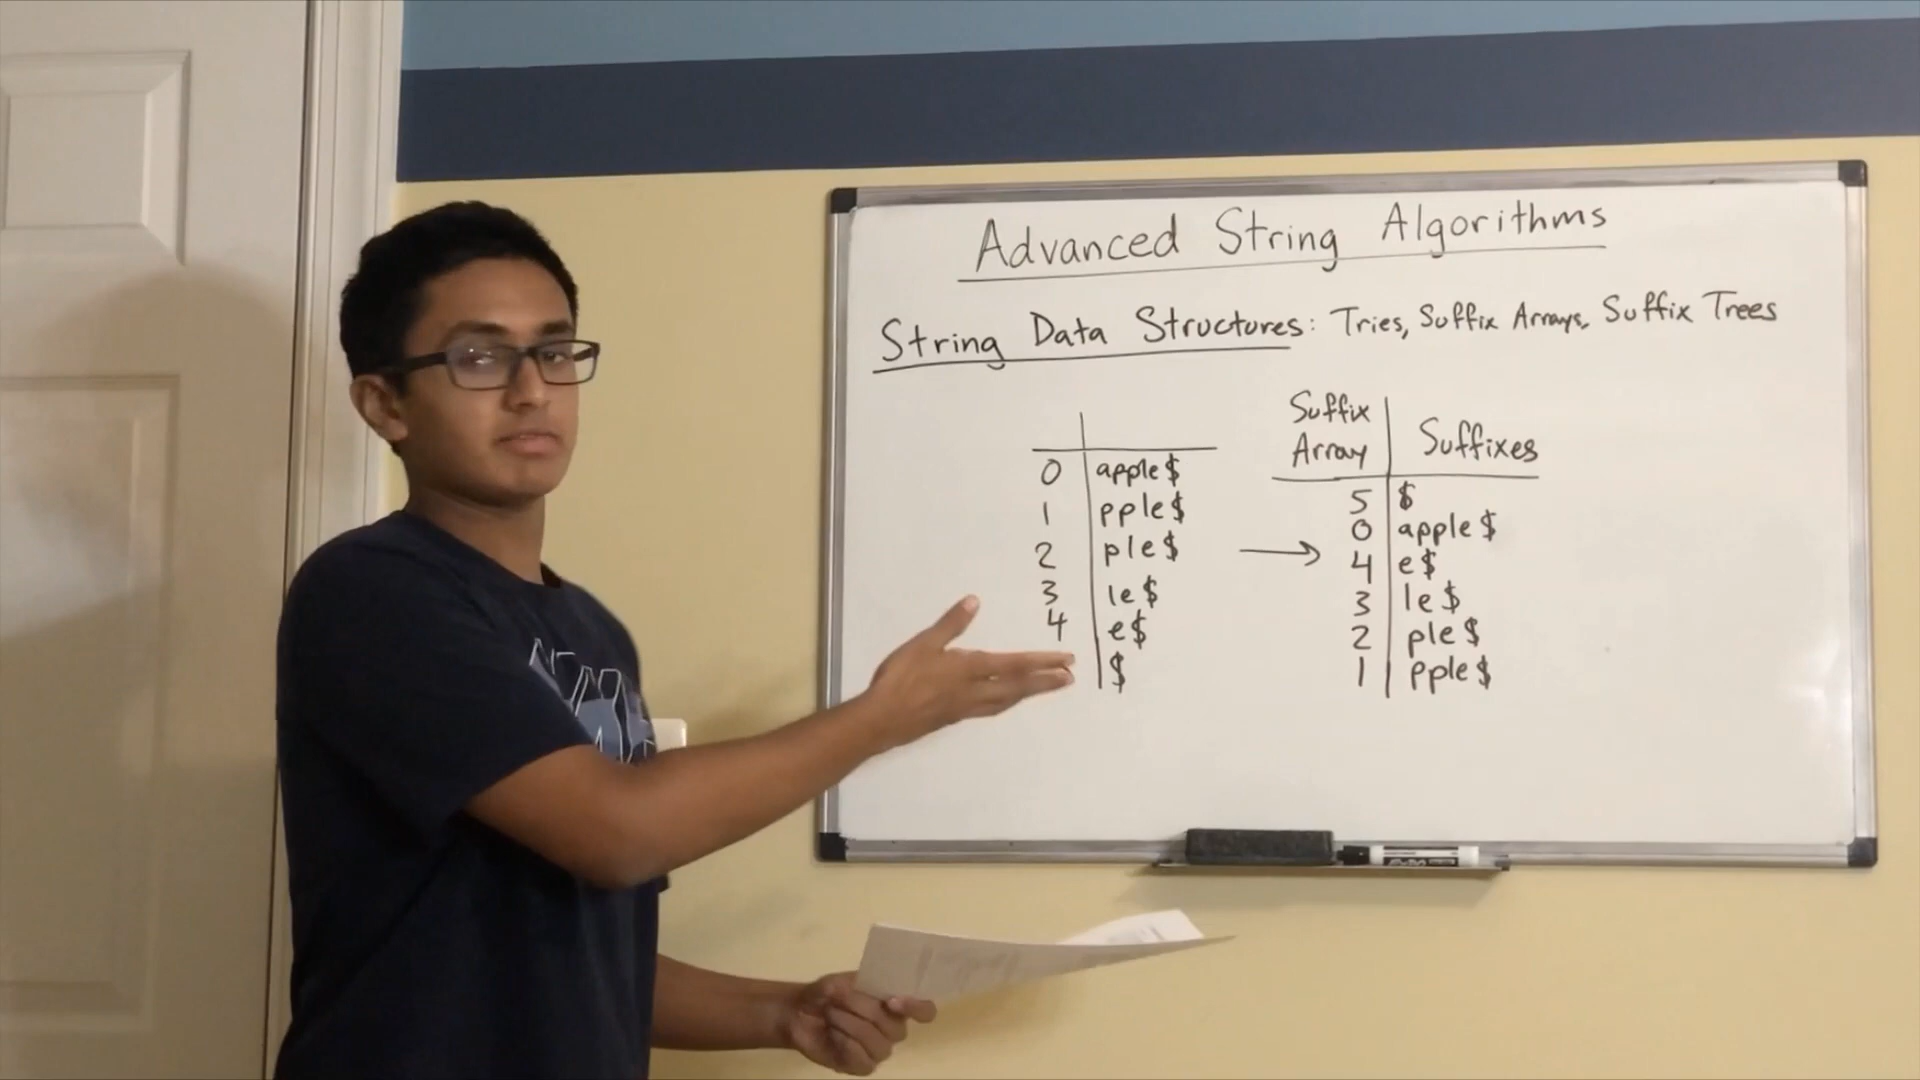 Advanced String Algorithms
String Data Structures: Tries, Suffix Arrays, Suffix Trees
0 apple$
1 pple$
2 ple$
3 le$
4 e$
$
Suffix Array Suffixes
5 $
0 apple$
4 e$
3 le$
2 ple$
1 pple$